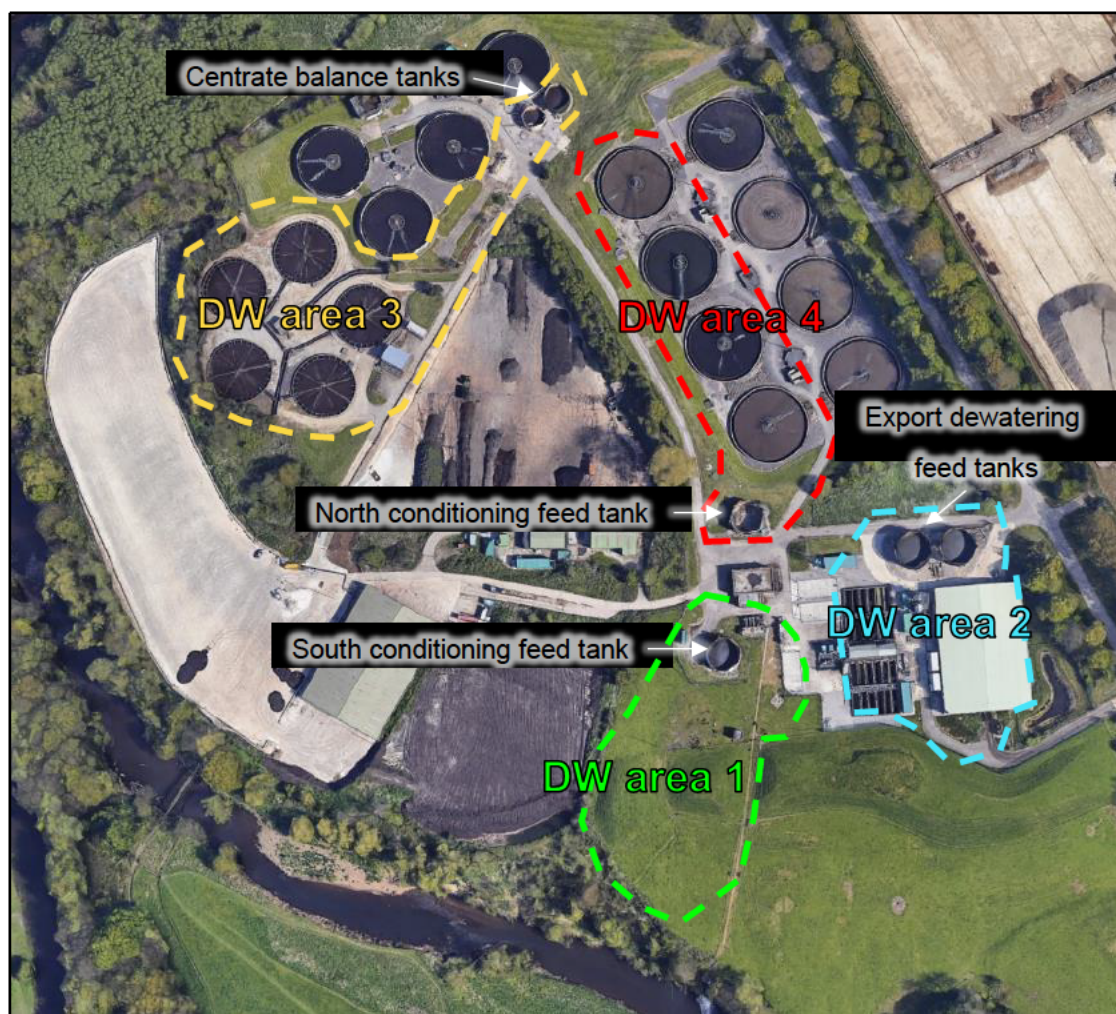 Centrate balance tanks
DW area 3
DW area 4
Export dewatering
feed tanks
North conditioning feed tank
DW area 2
South conditioning feed tank
DW area 1